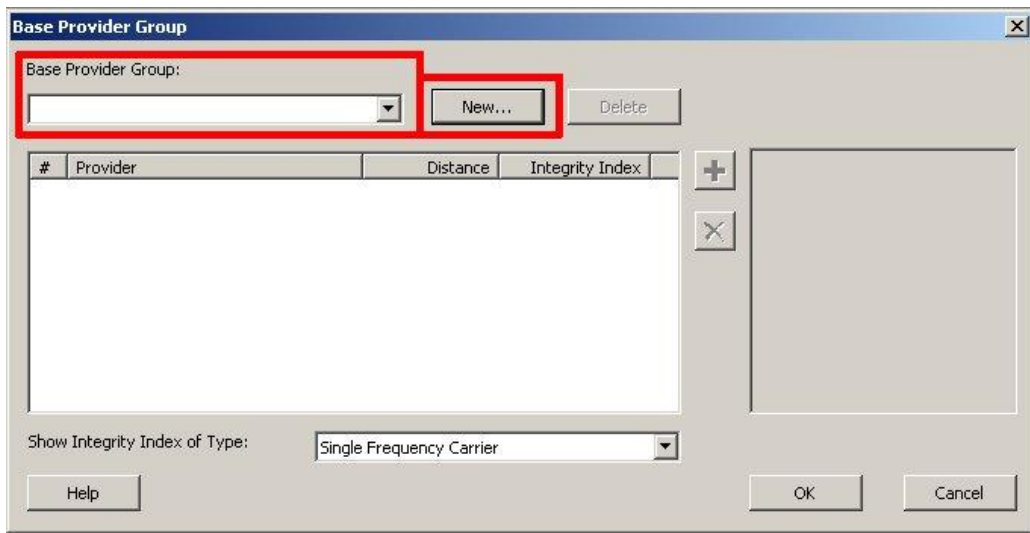 Base Provider Group
Base Provider Group:
New...
Delete
# Provider Distance Integrity Index
Show Integrity Index of Type:
Single Frequency Carrier
Help
OK
Cancel